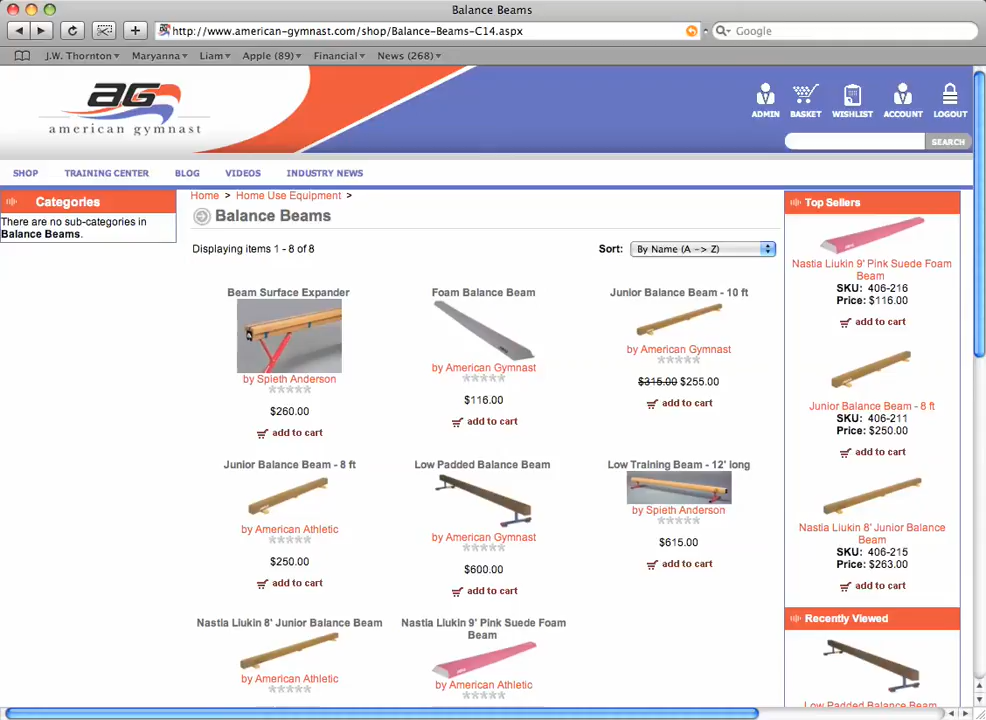 Balance Beams
http://www.american-gymnast.com/shop/Balance-Beams-C14.aspx
Google
J.W. Thornton▾ Maryanna▾ Liam▾ Apple (89)▾ Financial▾ News (268)▾
AG
american gymnast
ADMIN BASKET WISHLIST ACCOUNT LOGOUT
SEARCH
SHOP TRAINING CENTER BLOG VIDEOS INDUSTRY NEWS
Categories
There are no sub-categories in
Balance Beams.
Home > Home Use Equipment >
Balance Beams
Displaying items 1 - 8 of 8
Sort: By Name (A -> Z)
Beam Surface Expander
by Spieth Anderson
$260.00
add to cart
Foam Balance Beam
by American Gymnast
$116.00
add to cart
Junior Balance Beam - 10 ft
by American Gymnast
$315.00 $255.00
add to cart
Junior Balance Beam - 8 ft
by American Athletic
$250.00
add to cart
Low Padded Balance Beam
by American Gymnast
$600.00
add to cart
Low Training Beam - 12' long
by Spieth Anderson
$615.00
add to cart
Nastia Liukin 8' Junior Balance Beam
by American Athletic
Nastia Liukin 9' Pink Suede Foam
Beam
by American Athletic
Top Sellers
Nastia Liukin 9' Pink Suede Foam
Beam
SKU: 406-216
Price: $116.00
add to cart
Junior Balance Beam - 8 ft
SKU: 406-211
Price: $250.00
add to cart
Nastia Liukin 8' Junior Balance
Beam
SKU: 406-215
Price: $263.00
add to cart
Recently Viewed
Low Padded Balance Beam